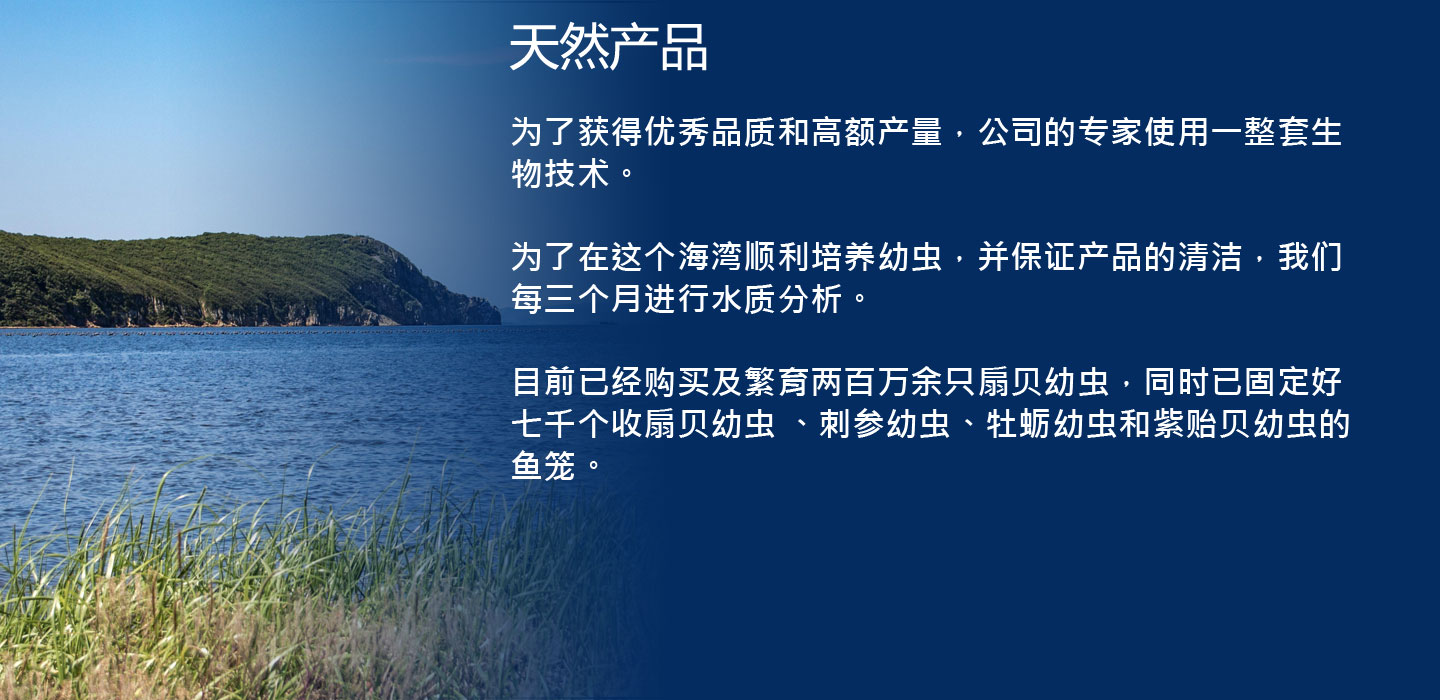 天然产品
为了获得优秀品质和高额产量，公司的专家使用一整套生
物技术。
为了在这个海湾顺利培养幼虫，并保证产品的清洁，我们
每三个月进行水质分析。
目前已经购买及繁育两百万余只扇贝幼虫，同时已固定好
七千个收扇贝幼虫 、刺参幼虫、牡蛎幼虫和紫贻贝幼虫的
鱼笼。